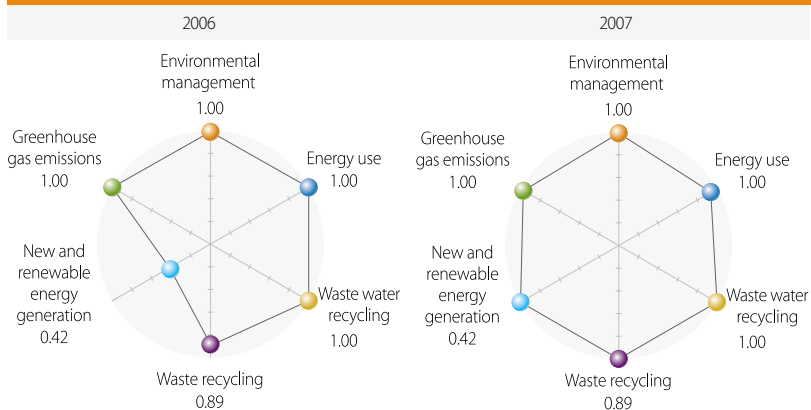 2006
Environmental
management
1.00
Greenhouse
gas emissions
1.00
Energy use
1.00
New and
renewable
energy
generation
0.42
Waste water
recycling
1.00
Waste recycling
0.89
2007
Environmental
management
1.00
Greenhouse
gas emissions
1.00
Energy use
1.00
New and
renewable
energy
generation
0.42
Waste water
recycling
1.00
Waste recycling
0.89